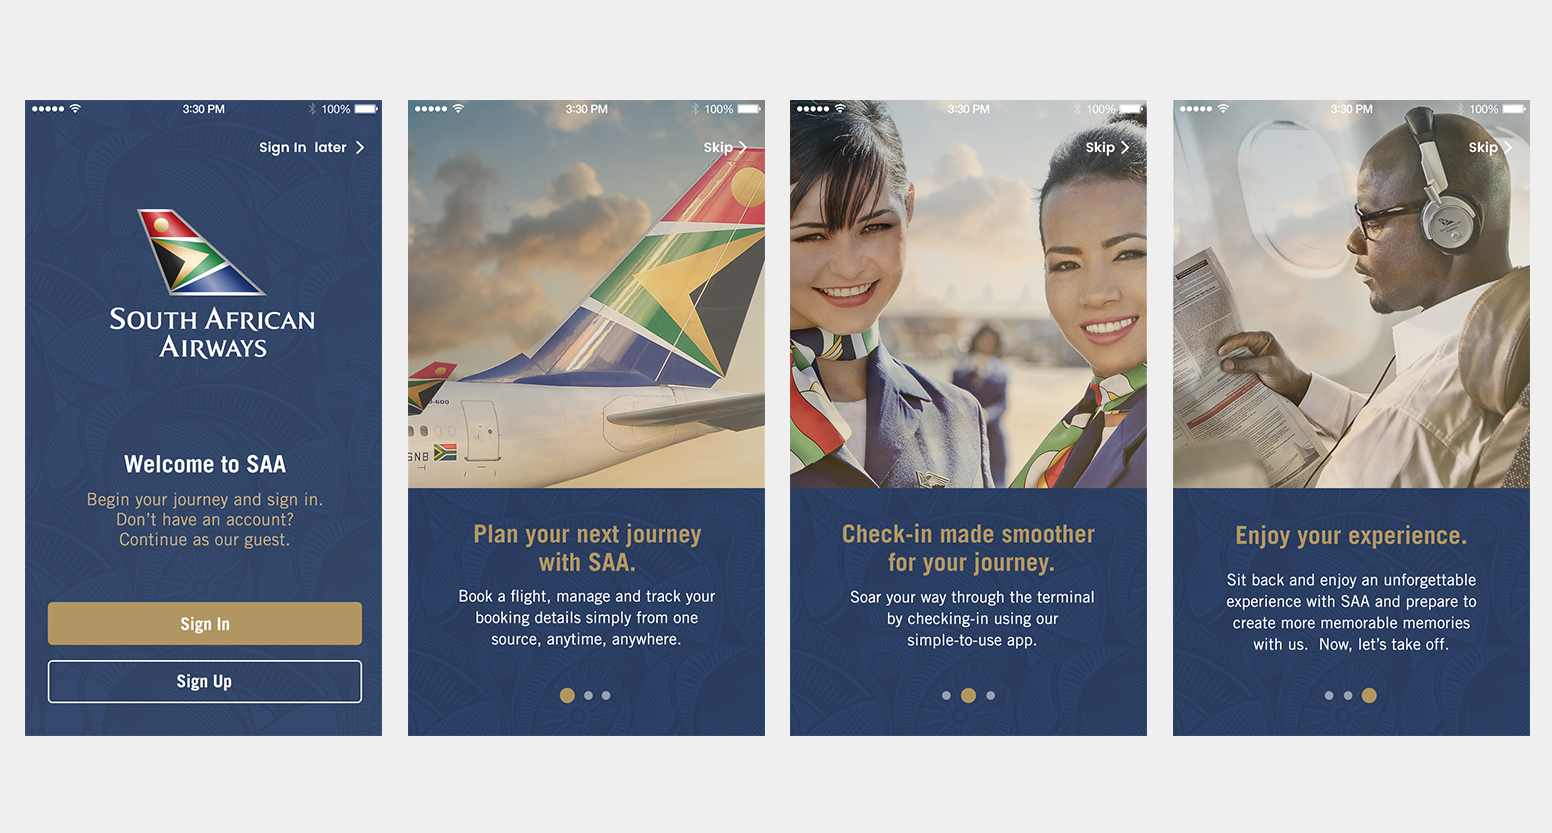 3:30 PM
100%
Sign In later
SOUTH AFRICAN
AIRWAYS
Welcome to SAA
Begin your journey and sign in.
Don't have an account?
Continue as our guest.
Sign In
Sign Up
3:30 PM
100%
Skip
-600
GNB
Plan your next journey
with SAA.
Book a flight, manage and track your
booking details simply from one
source, anytime, anywhere.
3:30 PM
100%
Skip
Check-in made smoother
for your journey.
Soar your way through the terminal
by checking-in using our
simple-to-use app.
3:30 PM
100%
Skip
Enjoy your experience.
Sit back and enjoy an unforgettable
experience with SAA and prepare to
create more memorable memories
with us. Now, let's take off.